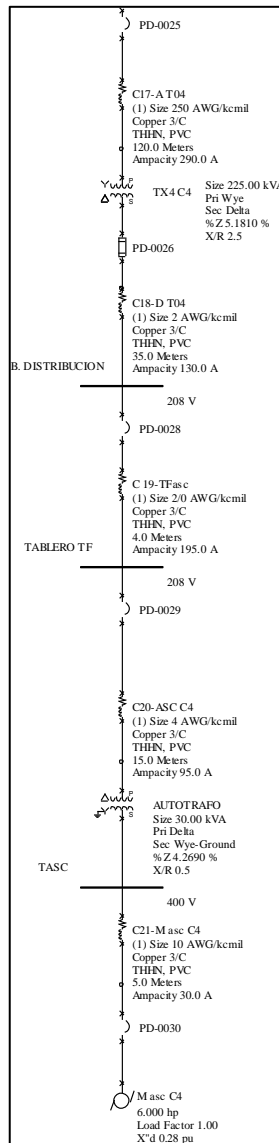 PD-0025
C17-A T04
(1) Size 250 AWG/kcmil
Copper 3/C
THHN, PVC
120.0 Meters
Ampacity 290.0 A
P
S
TX4 C4
Size 225.00 kVA
Pri Wye
Sec Delta
%Z 5.1810 %
X/R 2.5
PD-0026
C18-D T04
(1) Size 2 AWG/kcmil
Copper 3/C
THHN, PVC
35.0 Meters
Ampacity 130.0 A
B. DISTRIBUCION
208 V
PD-0028
C19-TFasc
(1) Size 2/0 AWG/kcmil
Copper 3/C
THHN, PVC
4.0 Meters
Ampacity 195.0 A
TABLERO TF
208 V
PD-0029
C20-ASC C4
(1) Size 4 AWG/kcmil
Copper 3/C
THHN, PVC
15.0 Meters
Ampacity 95.0 A
P
S
AUTOTRAFO
Size 30.00 kVA
Pri Delta
Sec Wye-Ground
%Z 4.2690 %
X/R 0.5
TASC
400 V
C21-Masc C4
(1) Size 10 AWG/kcmil
Copper 3/C
THHN, PVC
5.0 Meters
Ampacity 30.0 A
PD-0030
Masc C4
6.000 hp
Load Factor 1.00
X"d 0.28 pu